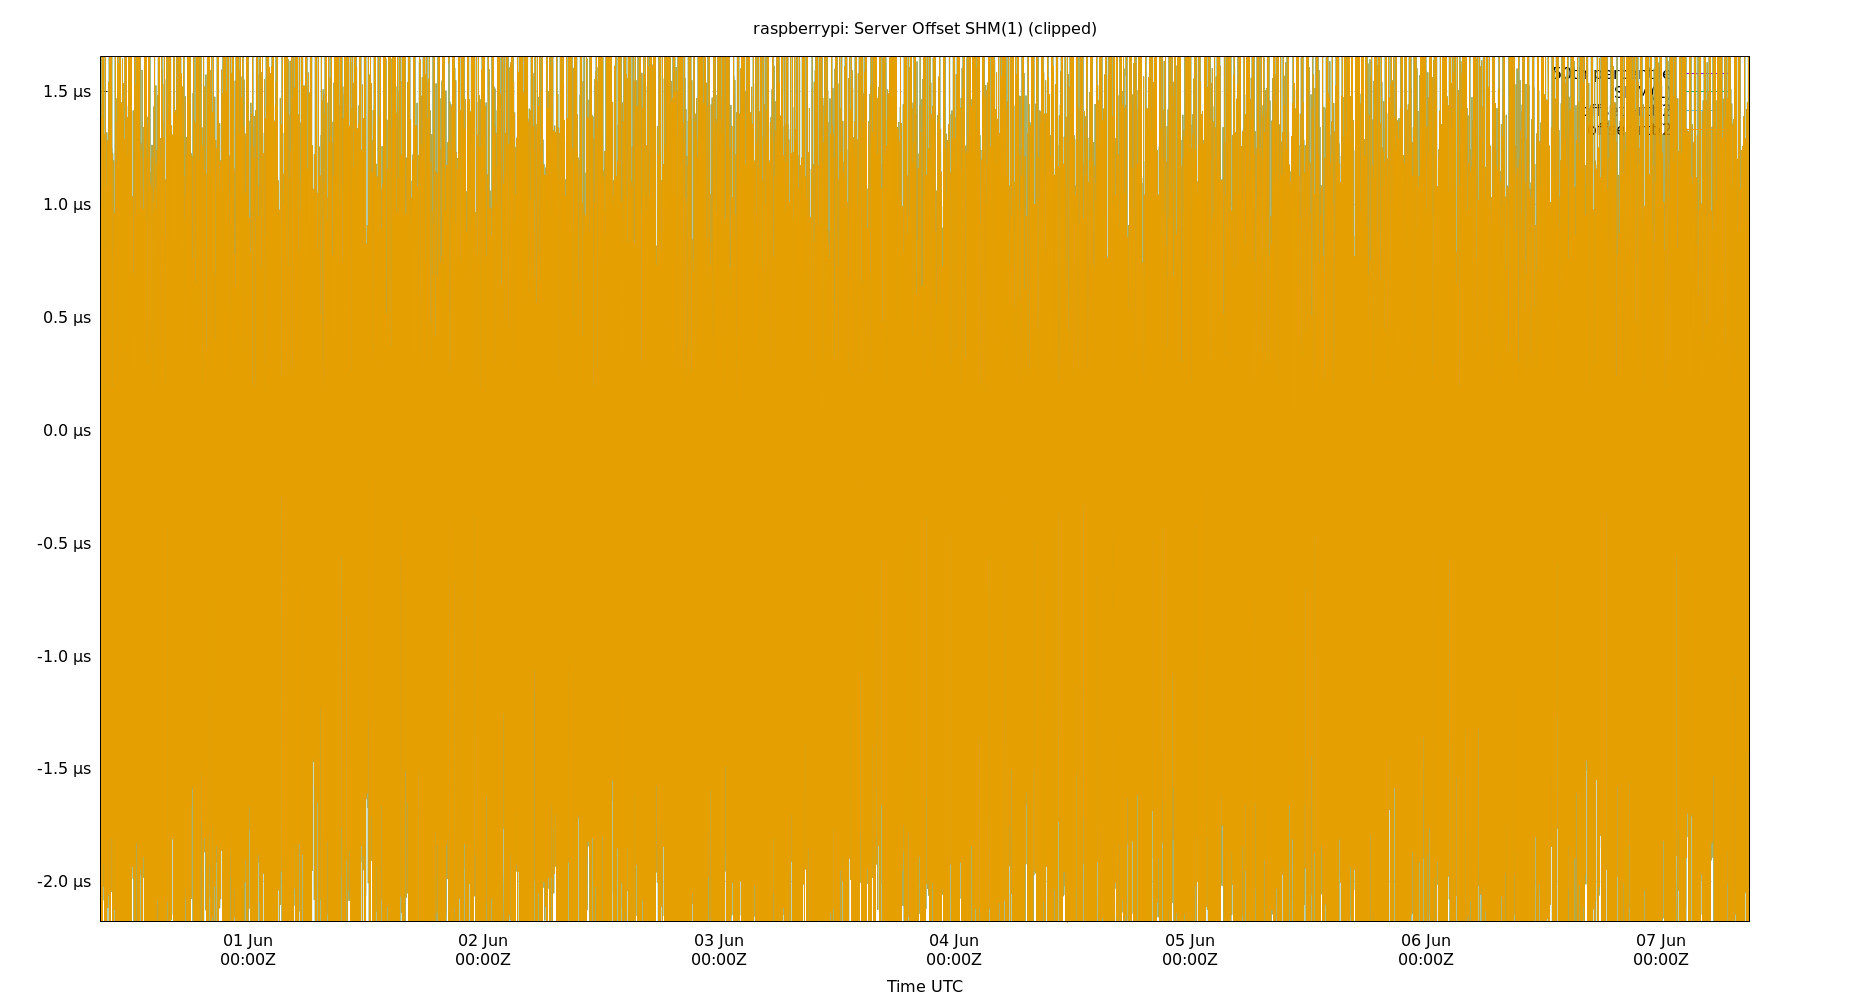 raspberrypi: Server Offset SHM(1) (clipped)
1.5 µs
1.0 µs
0.5 µs
0.0 µs
-0.5 µs
-1.0 µs
-1.5 µs
-2.0 µs
01 Jun 02 Jun 03 Jun 04 Jun 05 Jun 06 Jun 07 Jun
00:00Z 00:00Z 00:00Z 00:00Z 00:00Z 00:00Z 00:00Z
Time UTC